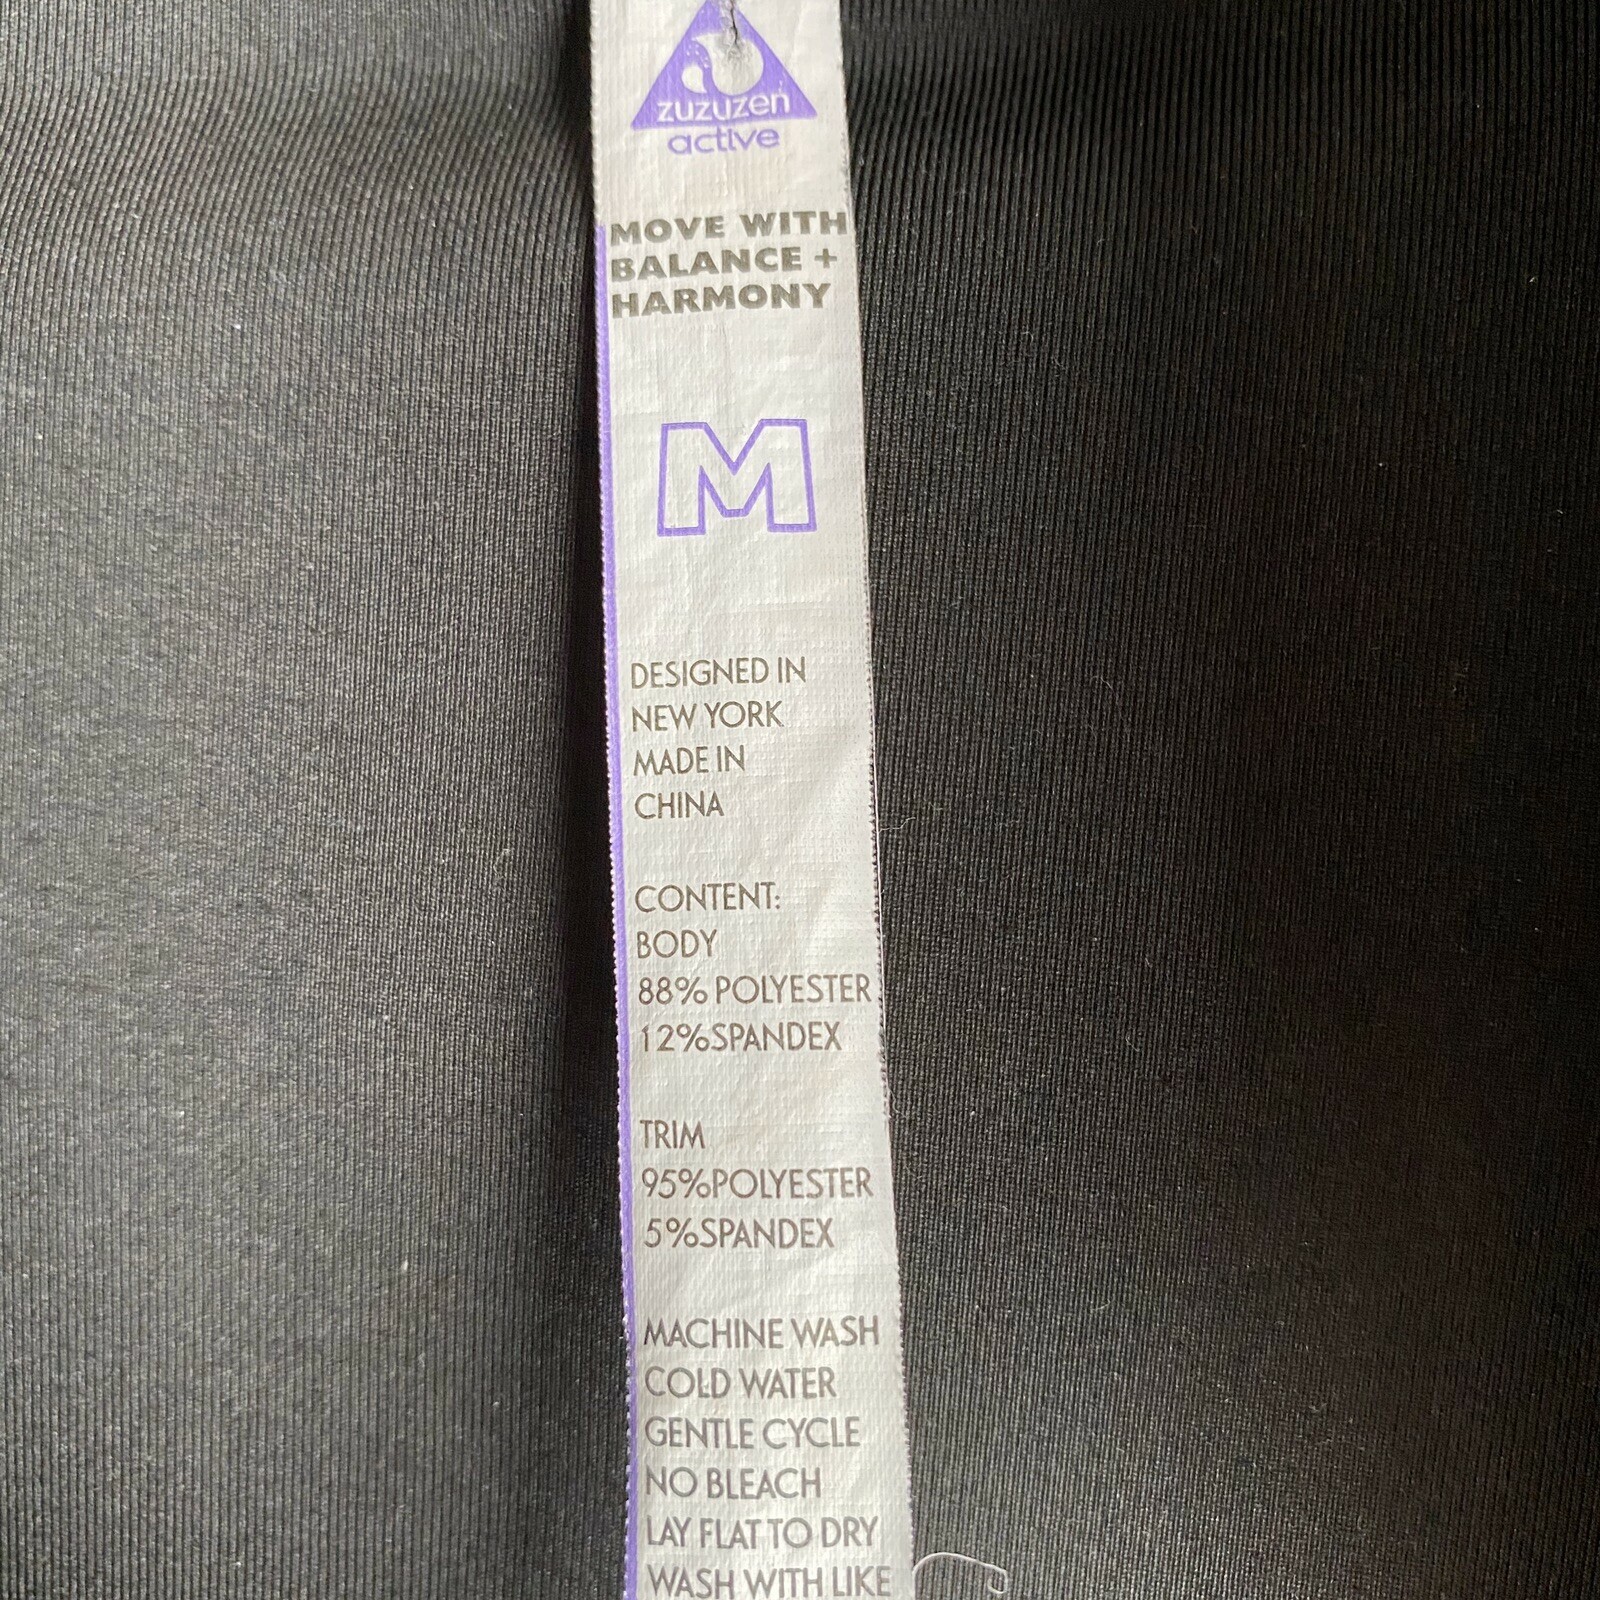 zuzuzen
active
MOVE WITH
BALANCE +
HARMONY
M
DESIGNED IN
NEW YORK
MADE IN
CHINA
CONTENT:
BODY
88% POLYESTER
12%SPANDEX
TRIM
95%POLYESTER
5%SPANDEX
MACHINE WASH
COLD WATER
GENTLE CYCLE
NO BLEACH
LAY FLAT TO DRY
WASH WITH LIKE